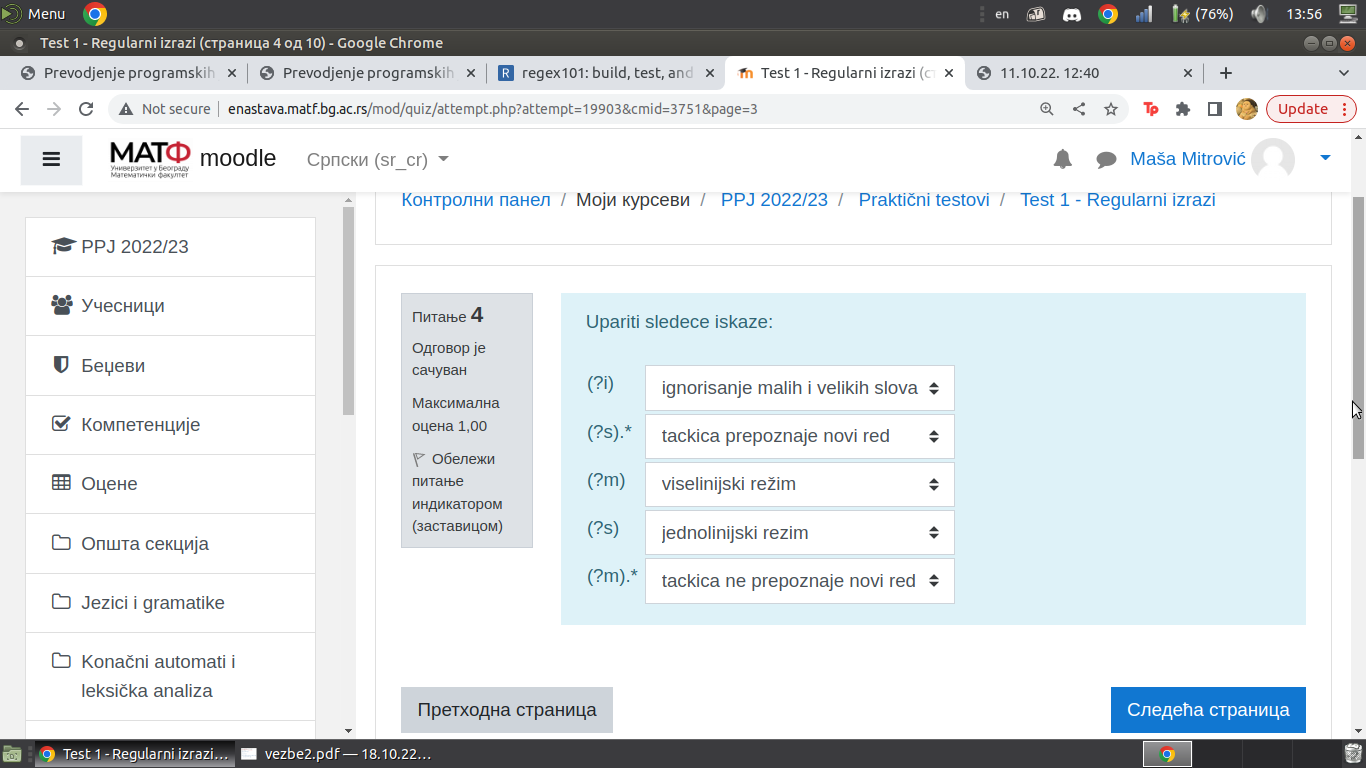 Menu
en
(76%)
13:56
Test 1 - Regularni izrazi (страница 4 од 10) - Google Chrome
Prevodjenje programskih
Prevodjenje programskih
regex101: build, test, and
Test 1 - Regularni izrazi (ст
11.10.22. 12:40
Not secure
enastava.matf.bg.ac.rs/mod/quiz/attempt.php?attempt=19903&cmid=3751&page=3
Update
МАТФ
Универзитет у Београду
Математички факултет
moodle
Српски (sr_cr)
Maša Mitrović
Контролни панел / Моји курсеви / PPJ 2022/23 / Praktični testovi / Test 1 - Regularni izrazi
PPJ 2022/23
Учесници
Беџеви
Компетенције
Оцене
Општа секција
Jezici i gramatike
Konačni automati i
leksička analiza
Питање 4
Одговор је
сачуван
Максимална
оцена 1,00
Обележи
питање
индикатором
(заставицом)
Upariti sledece iskaze:
(?i) ignorisanje malih i velikih slova
(?s).* tackica prepoznaje novi red
(?m) viselinijski režim
(?s) jednolinijski rezim
(?m).* tackica ne prepoznaje novi red
Претходна страница
Следећа страница
Test 1 - Regularni izrazi...
vezbe2.pdf — 18.10.22...